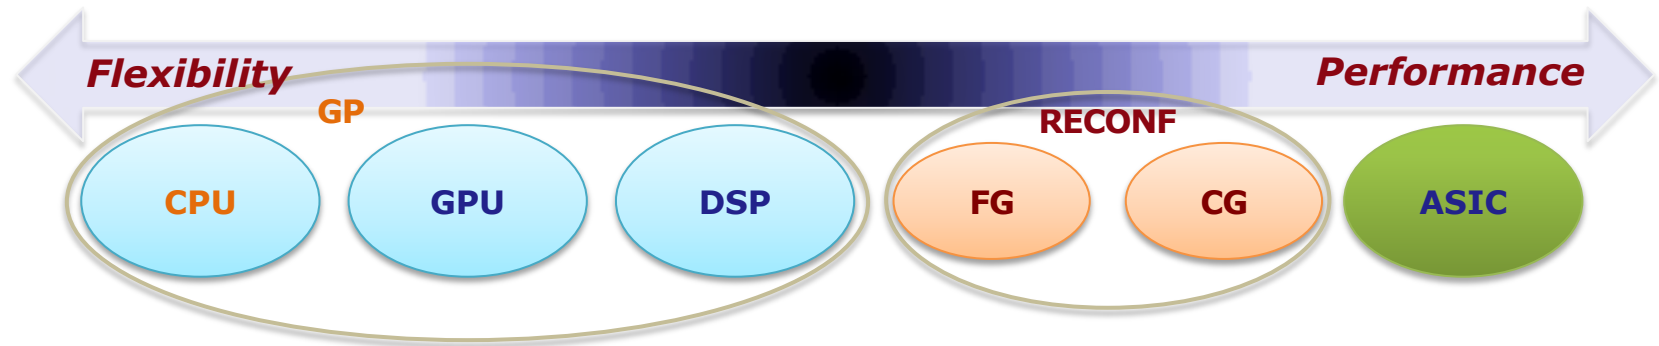 Flexibility
Performance
GP
RECONF
CPU
GPU
DSP
FG
CG
ASIC